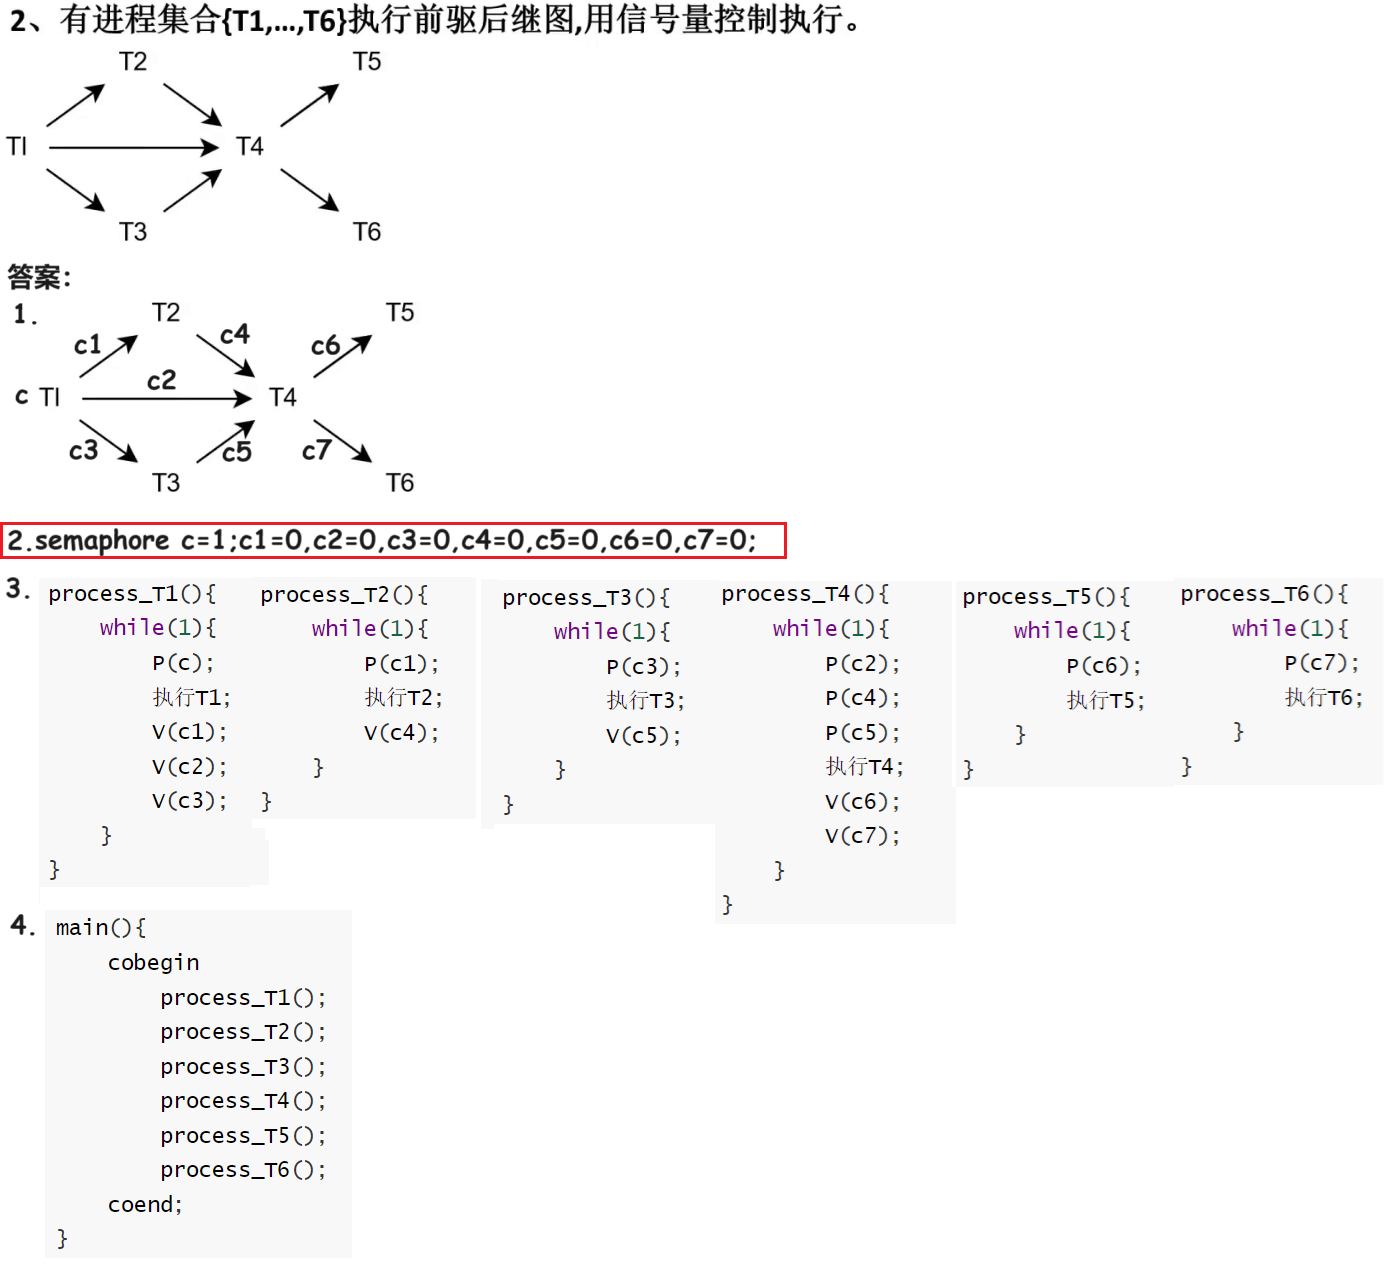 2、有进程集合{T1,...,T6}执行前驱后继图,用信号量控制执行。
T2 T5
TI T4
T3 T6
答案：
1.
T2 T5
c1 c4 c6
c2
c TI T4
c3 c5 c7
T3 T6
2.semaphore c=1;c1=0,c2=0,c3=0,c4=0,c5=0,c6=0,c7=0;
3.
process_T1(){
while(1){
P(c);
执行T1;
V(c1);
V(c2);
V(c3);
}
}
process_T2(){
while(1){
P(c1);
执行T2;
V(c4);
}
}
process_T3(){
while(1){
P(c3);
执行T3;
V(c5);
}
}
process_T4(){
while(1){
P(c2);
P(c4);
P(c5);
执行T4;
V(c6);
V(c7);
}
}
process_T5(){
while(1){
P(c6);
执行T5;
}
}
process_T6(){
while(1){
P(c7);
执行T6;
}
}
4.
main(){
cobegin
process_T1();
process_T2();
process_T3();
process_T4();
process_T5();
process_T6();
coend;
}